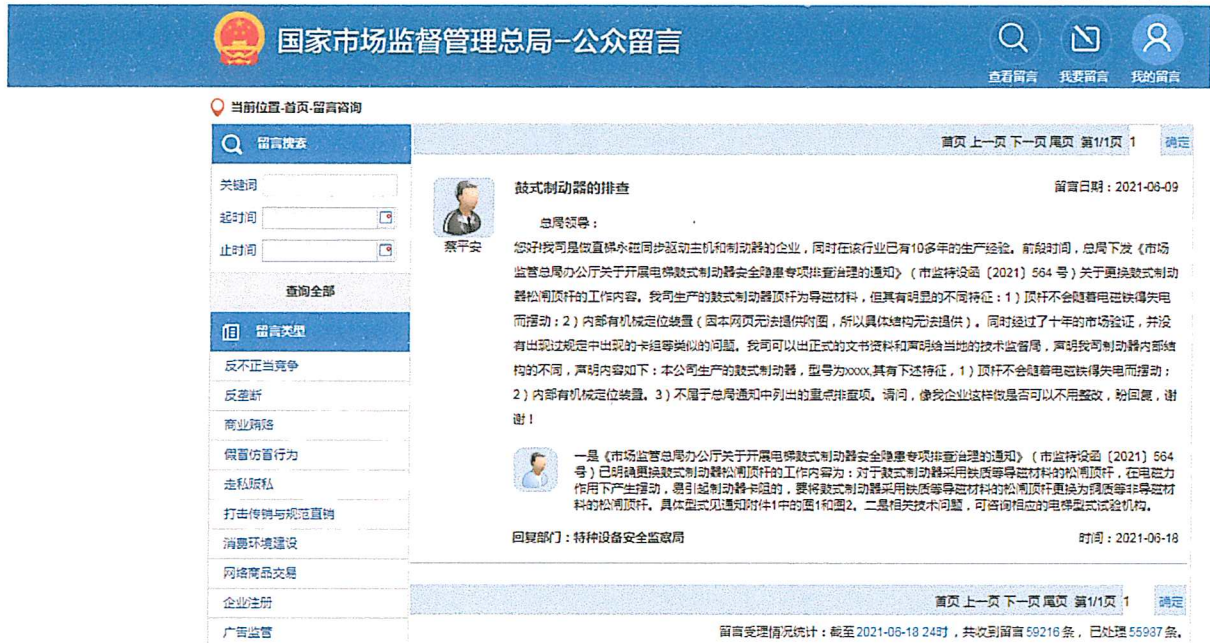 国家市场监督管理总局-公众留言
查看留言 我要留言 我的留言
当前位置-首页-留言咨询
留言搜索
关键词
起时间
止时间
查询全部
留言类型
反不正当竞争
反垄断
商业贿赂
假冒仿冒行为
走私贩私
打击传销与规范直销
消费环境建设
网络商品交易
企业注册
广告监管
首页 上一页 下一页 尾页 第1/1页 1 确定
蔡平安
鼓式制动器的排查 留言日期：2021-06-09
总局领导：
您好!我司是做直梯永磁同步驱动主机和制动器的企业，同时在该行业已有10多年的生产经验。前段时间，总局下发《市场
监管总局办公厅关于开展电梯鼓式制动器安全隐患专项排查治理的通知》（市监特设函〔2021〕564 号）关于更换鼓式制动
器松闸顶杆的工作内容。我司生产的鼓式制动器顶杆为导磁材料，但其有明显的不同特征：1）顶杆不会随着电磁铁得失电
而摆动；2）内部有机械定位装置（因本网页无法提供附图，所以具体结构无法提供）。同时经过了十年的市场验证，并没
有出现过规定中出现的卡组等类似的问题。我司可以出正式的文书资料和声明给当地的技术监督局，声明我司制动器内部结
构的不同，声明内容如下：本公司生产的鼓式制动器，型号为xxxx,其有下述特征，1）顶杆不会随着电磁铁得失电而摆动；
2）内部有机械定位装置。3）不属于总局通知中列出的重点排查项。请问，像我企业这样做是否可以不用整改，盼回复，谢
谢！
一是《市场监管总局办公厅关于开展电梯鼓式制动器安全隐患专项排查治理的通知》（市监特设函〔2021〕564
号）已明确更换鼓式制动器松闸顶杆的工作内容为：对于鼓式制动器采用铁质等导磁材料的松闸顶杆，在电磁力
作用下产生摆动，易引起制动器卡阻的，要将鼓式制动器采用铁质等导磁材料的松闸顶杆更换为铜质等非导磁材
料的松闸顶杆。具体型式见通知附件1中的图1和图2。二是相关技术问题，可咨询相应的电梯型式试验机构。
回复部门：特种设备安全监察局 时间：2021-06-18
首页 上一页 下一页 尾页 第1/1页 1 确定
留言受理情况统计：截至2021-06-18 24时，共收到留言59216条，已处理55987条。